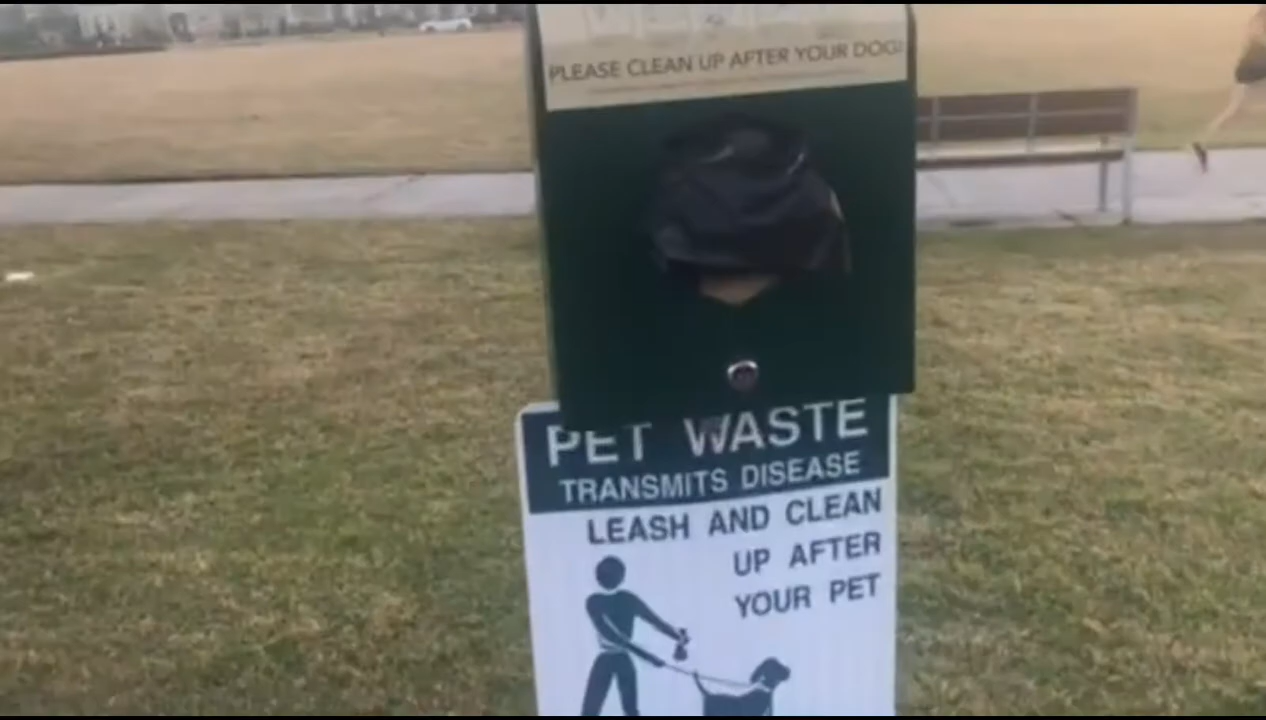 PLEASE CLEAN UP AFTER YOUR DOG!
PET WASTE
TRANSMITS DISEASE
LEASH AND CLEAN
UP AFTER
YOUR PET